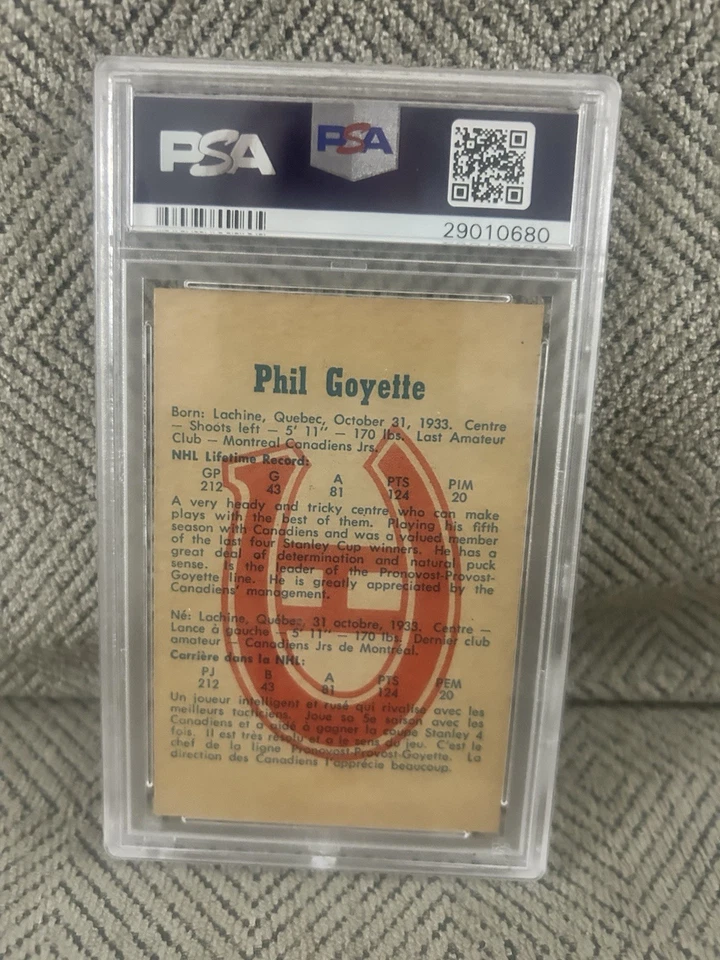 PSA
PSA
29010680
Phil Goyette
Born: Lachine, Quebec, October 31, 1933. Centre
— Shoots left — 5' 11" — 170 lbs. Last Amateur
Club — Montreal Canadiens Jrs.
NHL Lifetime Record:
GP G A PTS PIM
212 43 81 124 20
A very heady and tricky centre who can make
plays with the best of them. Playing his fifth
season with Canadiens and was a valued member
of the last four Stanley Cup winners. He has a
great deal of determination and natural puck
sense. Is the leader of the Pronovost-Provost-
Goyette line. He is greatly appreciated by the
Canadiens' management.
Né: Lachine, Québec, 31 octobre, 1933. Centre —
Lance à gauche — 5' 11" — 170 lbs. Dernier club
amateur — Canadiens Jrs de Montréal.
Carrière dans la NHL:
PJ B A PTS PEM
212 43 81 124 20
Un joueur intelligent et rusé qui rivalise avec les
meilleurs tacticiens. Joue sa 5e saison avec les
Canadiens et a aidé à gagner la coupe Stanley 4
fois. Il est très résolu et a le sens du jeu. C'est le
chef de la ligne Pronovost-Provost-Goyette. La
direction des Canadiens l'apprécie beaucoup.